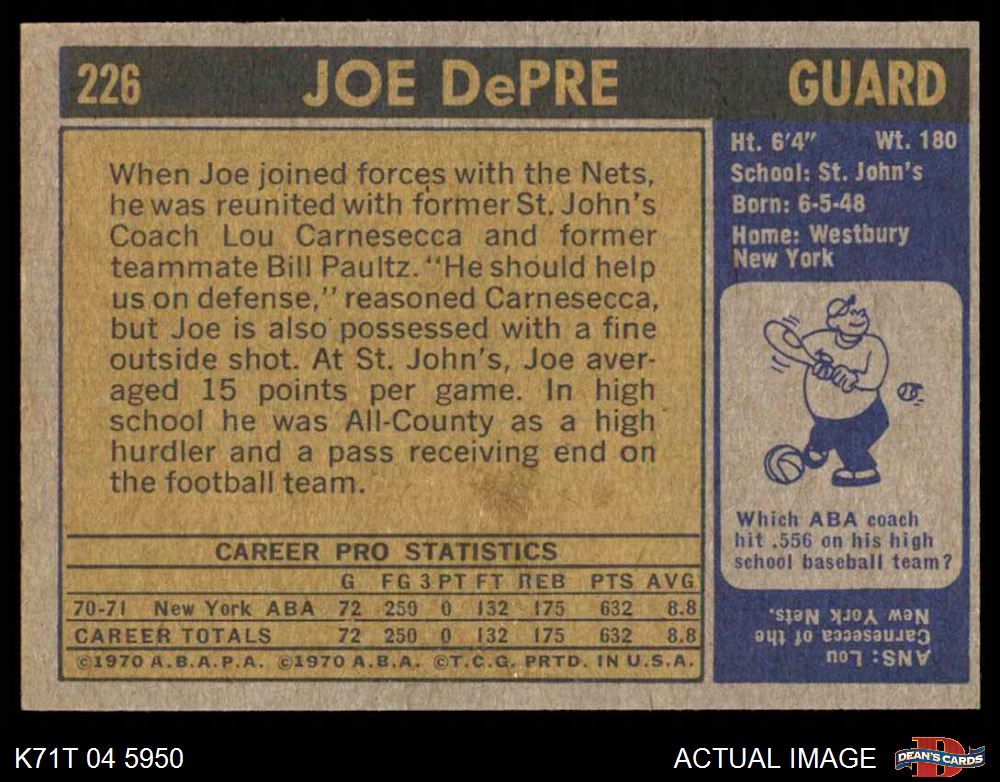 226 JOE DePRE GUARD
When Joe joined forces with the Nets,
he was reunited with former St. John's
Coach Lou Carnesecca and former
teammate Bill Paultz. "He should help
us on defense," reasoned Carnesecca,
but Joe is also possessed with a fine
outside shot. At St. John's, Joe aver-
aged 15 points per game. In high
school he was All-County as a high
hurdler and a pass receiving end on
the football team.
CAREER PRO STATISTICS
G FG 3 PT FT REB PTS AVG
70-71 New York ABA 72 250 0 132 175 632 8.8
CAREER TOTALS 72 250 0 132 175 632 8.8
©1970 A.B.A.P.A. ©1970 A.B.A. ©T.C.G. PRTD. IN U.S.A.
Ht. 6'4" Wt. 180
School: St. John's
Born: 6-5-48
Home: Westbury
New York
Which ABA coach
hit .556 on his high
school baseball team?
ANS: Lou
Carnesecca of the
New York Nets.
K71T 04 5950 ACTUAL IMAGE
D
DEAN'S CARDS